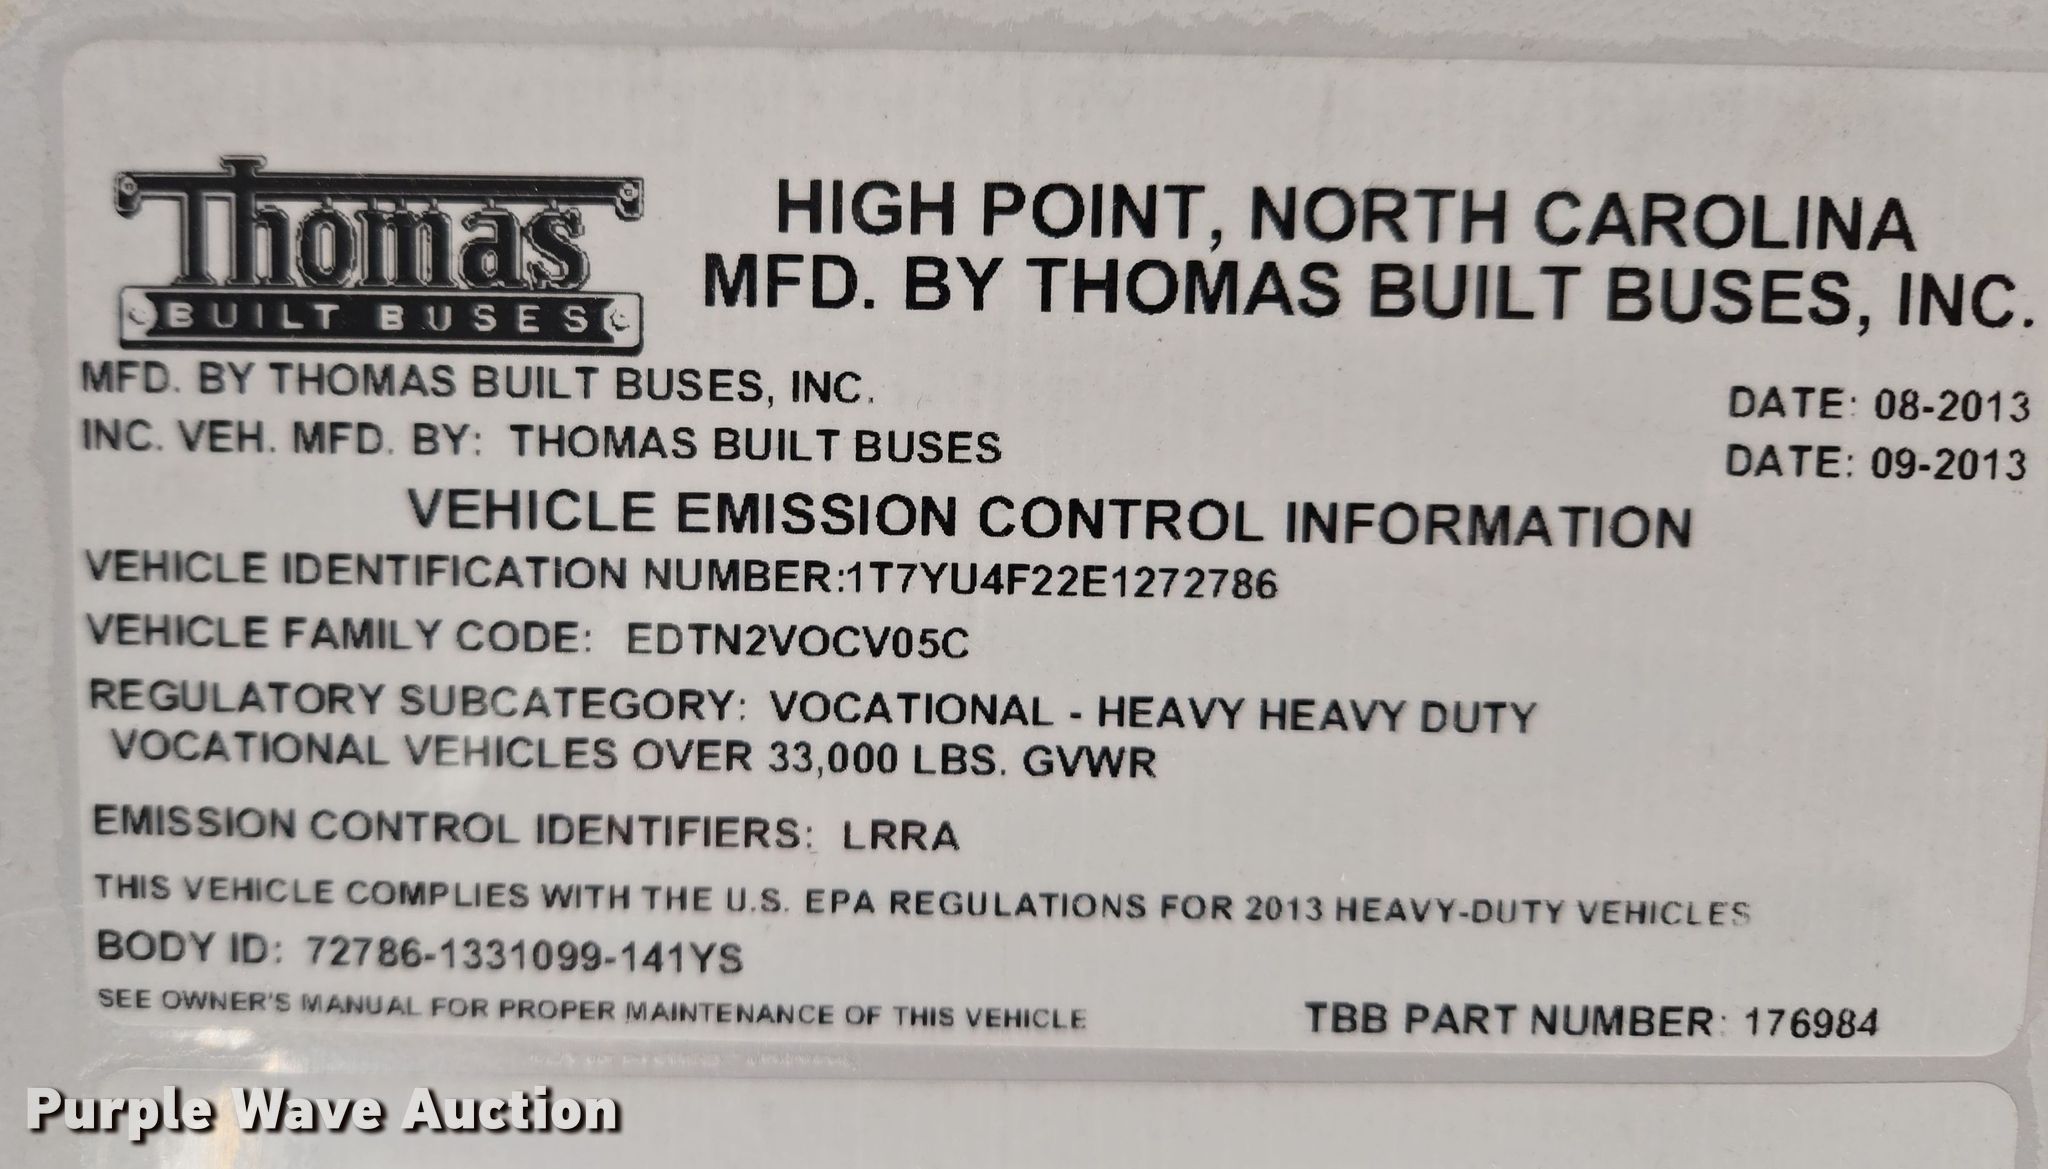 Thomas
BUILT BUSES
HIGH POINT, NORTH CAROLINA
MFD. BY THOMAS BUILT BUSES, INC.
MFD. BY THOMAS BUILT BUSES, INC. DATE: 08-2013
INC. VEH. MFD. BY: THOMAS BUILT BUSES DATE: 09-2013
VEHICLE EMISSION CONTROL INFORMATION
VEHICLE IDENTIFICATION NUMBER:1T7YU4F22E1272786
VEHICLE FAMILY CODE: EDTN2VOCV05C
REGULATORY SUBCATEGORY: VOCATIONAL - HEAVY HEAVY DUTY
VOCATIONAL VEHICLES OVER 33,000 LBS. GVWR
EMISSION CONTROL IDENTIFIERS: LRRA
THIS VEHICLE COMPLIES WITH THE U.S. EPA REGULATIONS FOR 2013 HEAVY-DUTY VEHICLES
BODY ID: 72786-1331099-141YS
SEE OWNER'S MANUAL FOR PROPER MAINTENANCE OF THIS VEHICLE TBB PART NUMBER: 176984
Purple Wave Auction